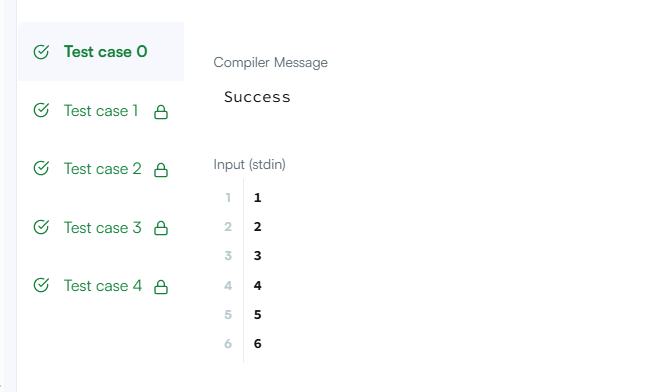 Test case 0
Test case 1
Test case 2
Test case 3
Test case 4
Compiler Message
Success
Input (stdin)
1 1
2 2
3 3
4 4
5 5
6 6